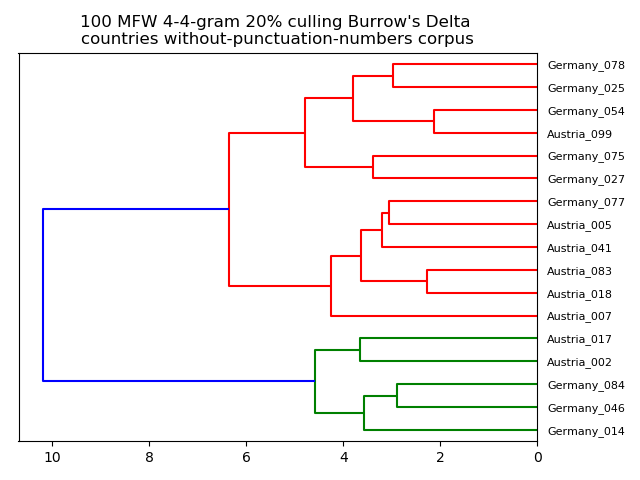 100 MFW 4-4-gram 20% culling Burrow's Delta
countries without-punctuation-numbers corpus
Germany_078
Germany_025
Germany_054
Austria_099
Germany_075
Germany_027
Germany_077
Austria_005
Austria_041
Austria_083
Austria_018
Austria_007
Austria_017
Austria_002
Germany_084
Germany_046
Germany_014
10 8 6 4 2 0